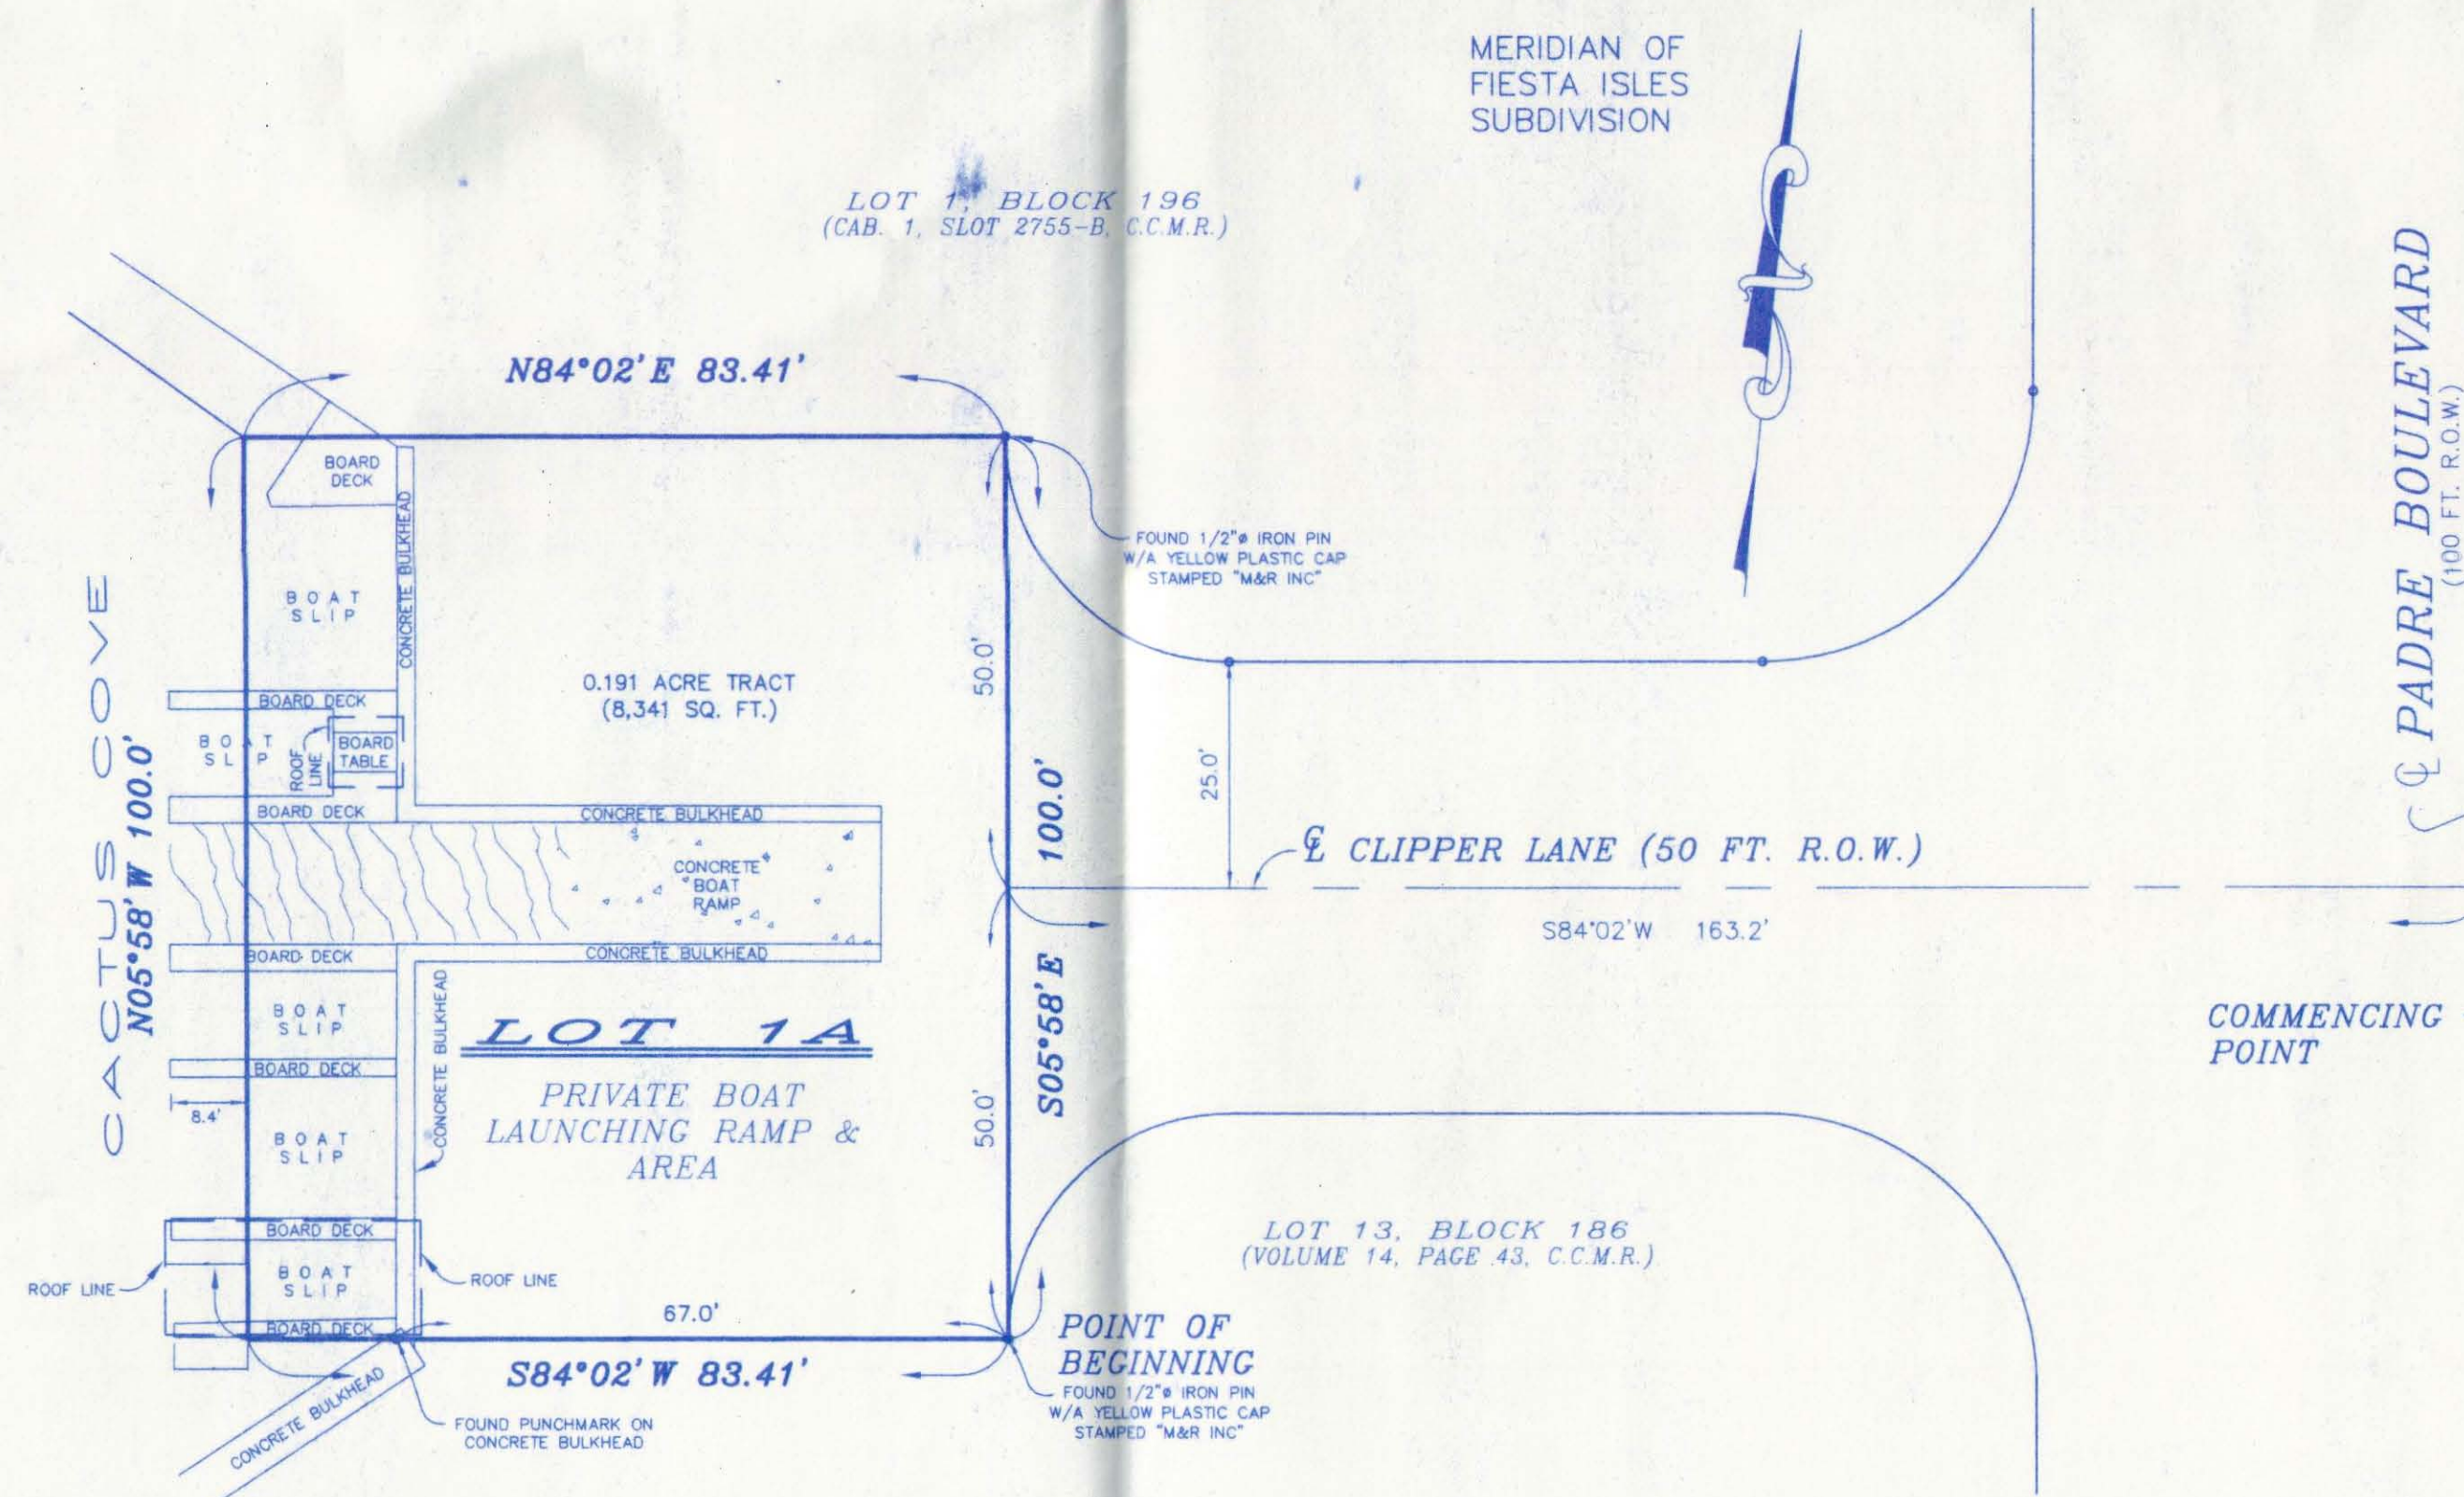 MERIDIAN OF
FIESTA ISLES
SUBDIVISION
LOT 1, BLOCK 196
(CAB. 1, SLOT 2755-B, C.C.M.R.)
℄ PADRE BOULEVARD
(100 FT. R.O.W.)
N84°02'E 83.41'
BOARD
DECK
CONCRETE BULKHEAD
FOUND 1/2"ø IRON PIN
W/A YELLOW PLASTIC CAP
STAMPED "M&R INC"
BOAT
SLIP
CACTUS COVE
N05°58'W 100.0'
0.191 ACRE TRACT
(8,341 SQ. FT.)
50.0'
BOARD DECK
BOAT
SLIP
ROOF
LINE
BOARD
TABLE
25.0'
BOARD DECK
CONCRETE BULKHEAD
100.0'
℄ CLIPPER LANE (50 FT. R.O.W.)
CONCRETE
BOAT
RAMP
S84°02'W 163.2'
BOARD DECK
CONCRETE BULKHEAD
S05°58'E
COMMENCING
POINT
BOAT
SLIP
CONCRETE BULKHEAD
LOT 1A
BOARD DECK
8.4'
PRIVATE BOAT
LAUNCHING RAMP &
AREA
50.0'
BOAT
SLIP
BOARD DECK
LOT 13, BLOCK 186
(VOLUME 14, PAGE 43, C.C.M.R.)
ROOF LINE
BOAT
SLIP
ROOF LINE
67.0'
BOARD DECK
POINT OF
BEGINNING
S84°02'W 83.41'
FOUND 1/2"ø IRON PIN
W/A YELLOW PLASTIC CAP
STAMPED "M&R INC"
CONCRETE BULKHEAD
FOUND PUNCHMARK ON
CONCRETE BULKHEAD